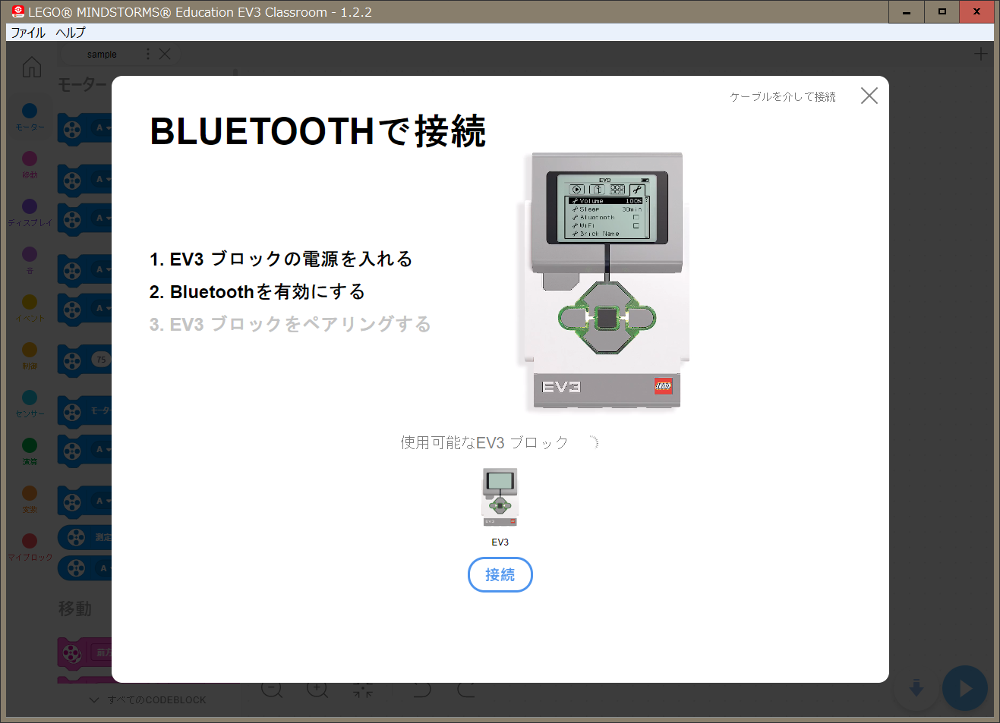 LEGO® MINDSTORMS® Education EV3 Classroom - 1.2.2
ファイル ヘルプ
sample
モーター
モーター
移動
ディスプレイ
音
イベント
制御
センサー
演算
変数
マイブロック
A
A
A
A
A
75
モーター
A
A
測定
A
移動
前方
すべてのCODEBLOCK
ケーブルを介して接続
BLUETOOTHで接続
1. EV3 ブロックの電源を入れる
2. Bluetoothを有効にする
3. EV3 ブロックをペアリングする
EV3
Volume 100%
Sleep 30min
Bluetooth
WiFi
Brick Name
EV3
LEGO
使用可能なEV3 ブロック
EV3
接続